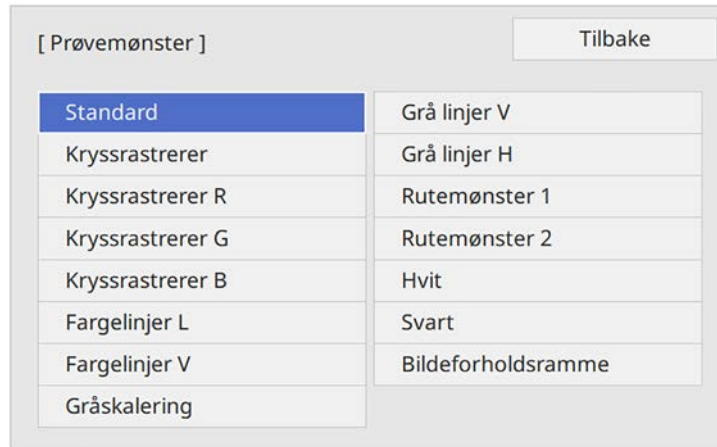 [ Prøvemønster ]
Tilbake
Standard
Kryssrastrerer
Kryssrastrerer R
Kryssrastrerer G
Kryssrastrerer B
Fargelinjer L
Fargelinjer V
Gråskalering
Grå linjer V
Grå linjer H
Rutemønster 1
Rutemønster 2
Hvit
Svart
Bildeforholdsramme